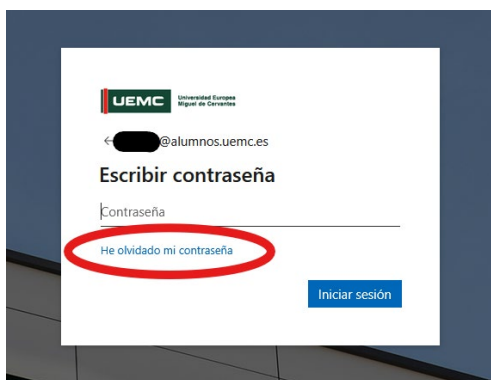 UEMC
Universidad Europea
Miguel de Cervantes
@alumnos.uemc.es
Escribir contraseña
Contraseña
He olvidado mi contraseña
Iniciar sesión